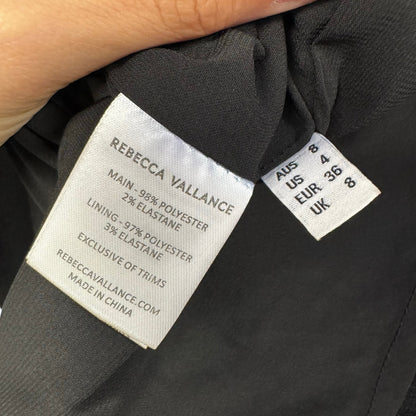 REBECCA VALLANCE
MAIN-98% POLYESTER
2% ELASTANE
LINING-97% POLYESTER
3% ELASTANE
EXCLUSIVE OF TRIMS
REBECCAVALLANCE.COM
MADE IN CHINA
AUS 8
US 4
EUR 36
UK 8